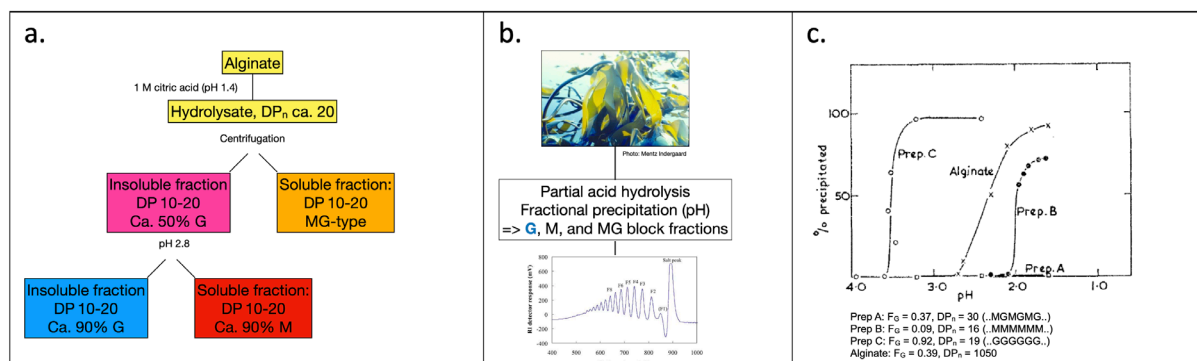 a.
Alginate
1 M citric acid (pH 1.4)
Hydrolysate, DPn ca. 20
Centrifugation
Insoluble fraction
DP 10-20
Ca. 50% G
Soluble fraction:
DP 10-20
MG-type
pH 2.8
Insoluble fraction
DP 10-20
Ca. 90% G
Soluble fraction:
DP 10-20
Ca. 90% M
b.
Photo: Mentz Indergaard
Partial acid hydrolysis
Fractional precipitation (pH)
=> G, M, and MG block fractions
RI detector response (mV)
800
600
400
200
0
-200
-400
400 500 600 700 800 900 1000
Salt peak
F6 F5 F4 F3 F2
c.
% precipitated
100
50
Prep. C
Alginate
Prep. B
Prep. A
4.0 3.0 2.0 1.0
pH
Prep A: FG = 0.37, DPn = 30 (..MGMGMG..)
Prep B: FG = 0.09, DPn = 16 (..MMMMMM..)
Prep C: FG = 0.92, DPn = 19 (..GGGGGG..)
Alginate: FG = 0.39, DPn = 1050